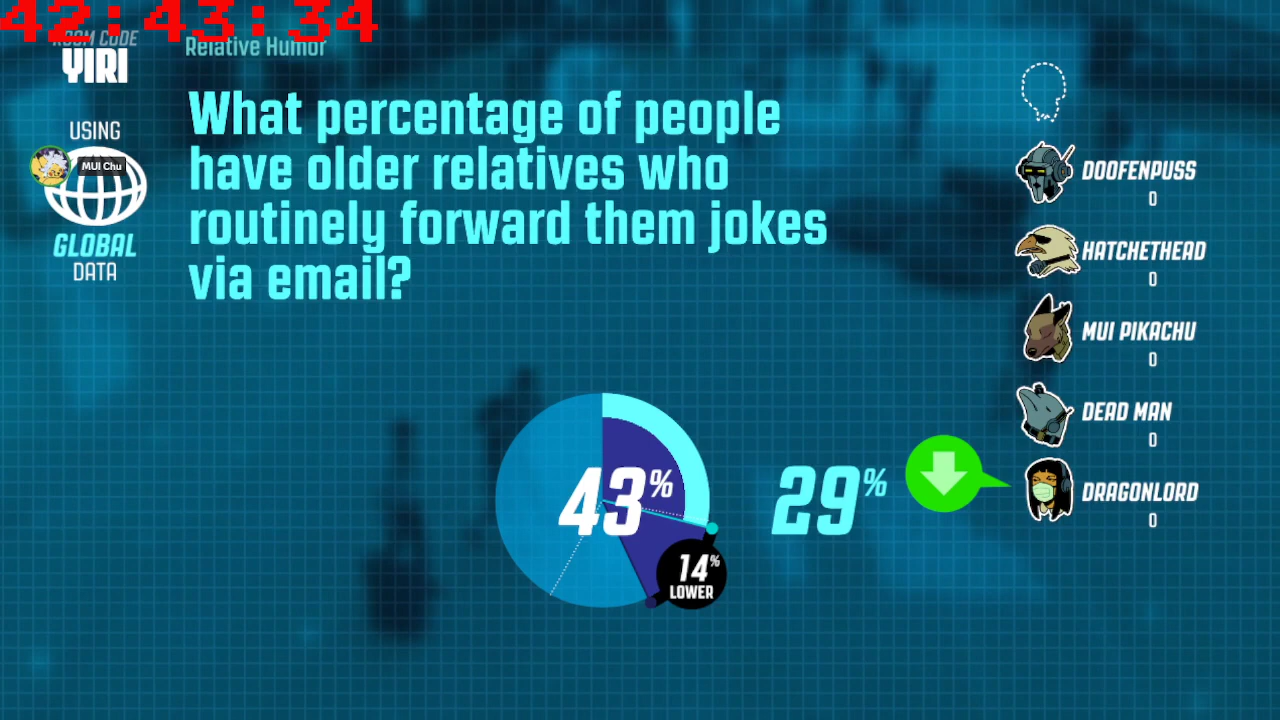 42:43:34
ROOM CODE
YIRI
Relative Humor
USING
MUI Chu
GLOBAL
DATA
What percentage of people
have older relatives who
routinely forward them jokes
via email?
43%
14%
LOWER
29%
DOOFENPUSS
0
HATCHETHEAD
0
MUI PIKACHU
0
DEAD MAN
0
DRAGONLORD
0